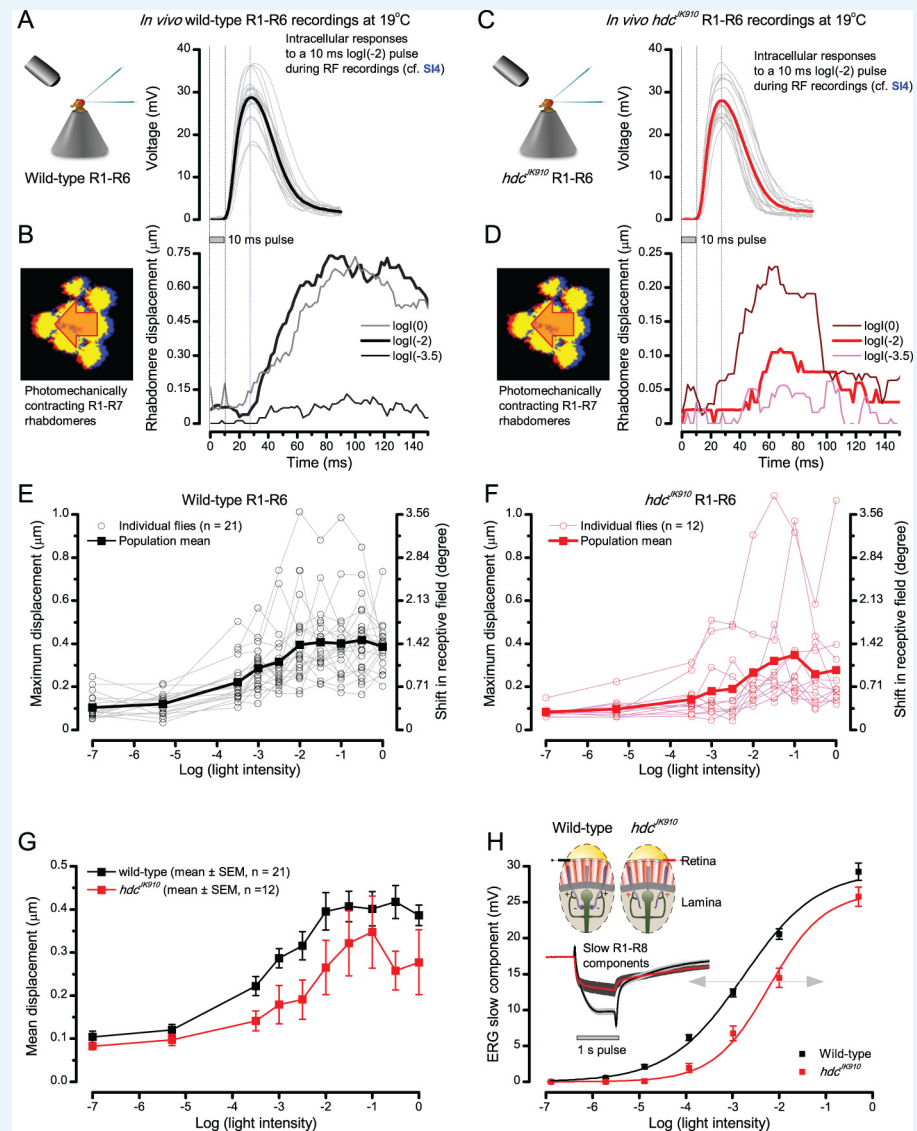 A
In vivo wild-type R1-R6 recordings at 19°C
Intracellular responses
to a 10 ms logI(-2) pulse
during RF recordings (cf. SI4)
Wild-type R1-R6
Voltage (mV)
40
30
20
10
0
C
In vivo hdcJK910 R1-R6 recordings at 19°C
Intracellular responses
to a 10 ms logI(-2) pulse
during RF recordings (cf. SI4)
hdcJK910 R1-R6
Voltage (mV)
40
30
20
10
0
B
10 ms pulse
Photomechanically
contracting R1-R7
rhabdomeres
Rhabdomere displacement (μm)
0.75
0.60
0.45
0.30
0.15
0
logI(0)
logI(-2)
logI(-3.5)
0 20 40 60 80 100 120 140
Time (ms)
D
10 ms pulse
Photomechanically
contracting R1-R7
rhabdomeres
Rhabdomere displacement (μm)
0.25
0.20
0.15
0.10
0.05
0
logI(0)
logI(-2)
logI(-3.5)
0 20 40 60 80 100 120 140
Time (ms)
E
Wild-type R1-R6
Individual flies (n = 21)
Population mean
Maximum displacement (μm)
1.0
0.8
0.6
0.4
0.2
0
3.56
2.84
2.13
1.42
0.71
0
Shift in receptive field (degree)
-7 -6 -5 -4 -3 -2 -1 0
Log (light intensity)
F
hdcJK910 R1-R6
Individual flies (n = 12)
Population mean
Maximum displacement (μm)
1.0
0.8
0.6
0.4
0.2
0
3.56
2.84
2.13
1.42
0.71
0
Shift in receptive field (degree)
-7 -6 -5 -4 -3 -2 -1 0
Log (light intensity)
G
wild-type (mean ± SEM, n = 21)
hdcJK910 (mean ± SEM, n =12)
Mean displacement (μm)
0.5
0.4
0.3
0.2
0.1
0.0
-7 -6 -5 -4 -3 -2 -1 0
Log (light intensity)
H
Wild-type hdcJK910
Retina
Lamina
+ + + +
- -
Slow R1-R8
components
1 s pulse
ERG slow component (mV)
30
25
20
15
10
5
0
Wild-type
hdcJK910
-7 -6 -5 -4 -3 -2 -1 0
Log (light intensity)